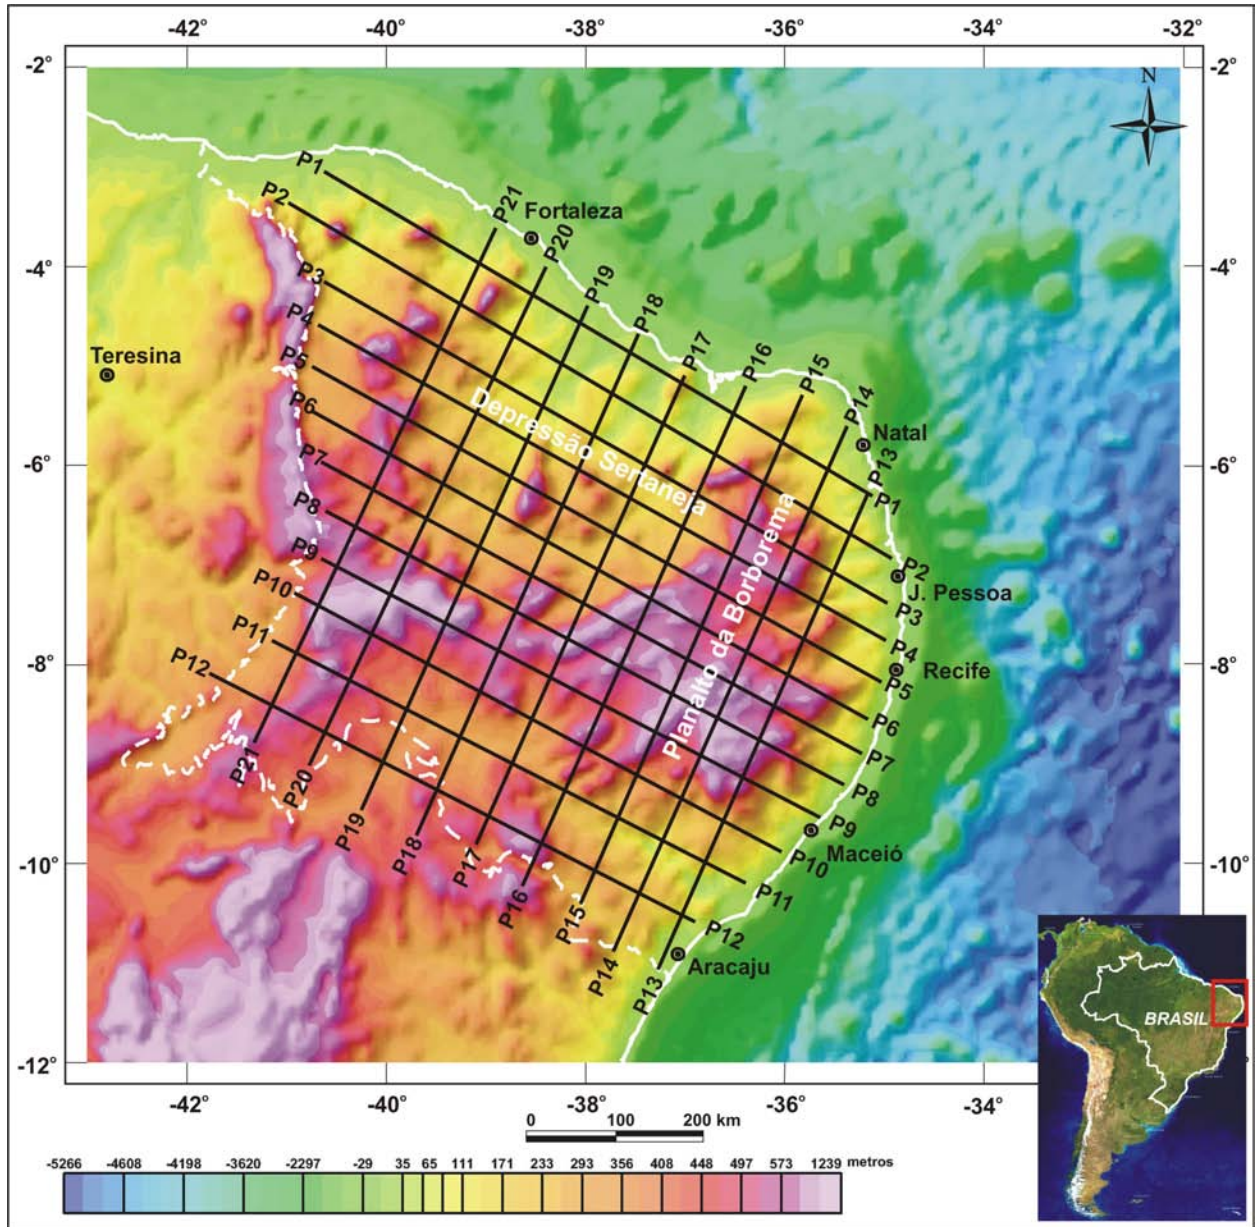 -42° -40° -38° -36° -34° -32°
-2° -2°
N
P1
P2
P21
Fortaleza
P20
-4° -4°
P3
P19
P4
P18
Teresina
P5
P17
P16
P15
P6
P14
Depressão Sertaneja
Natal
-6° -6°
P7
P13
P8
P1
Planalto da Borborema
P9
P2
P10
J. Pessoa
P3
P11
P4
-8° -8°
P12
Recife
P5
P6
P21
P7
P20
P8
P19
P9
P18
Maceió
P17
P10
-10° -10°
P16
P11
P15
P12
P14
Aracaju
P13
BRASIL
-12°
-42° -40° -38° -36° -34°
0 100 200 km
-5266 -4608 -4198 -3620 -2297 -29 35 65 111 171 233 293 356 408 448 497 573 1239 metros